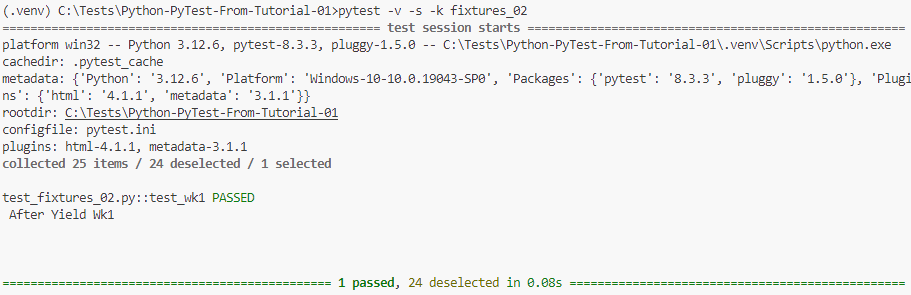 (.venv) C:\Tests\Python-PyTest-From-Tutorial-01>pytest -v -s -k fixtures_02
============================================== test session starts ==============================================
platform win32 -- Python 3.12.6, pytest-8.3.3, pluggy-1.5.0 -- C:\Tests\Python-PyTest-From-Tutorial-01\.venv\Scripts\python.exe
cachedir: .pytest_cache
metadata: {'Python': '3.12.6', 'Platform': 'Windows-10-10.0.19043-SP0', 'Packages': {'pytest': '8.3.3', 'pluggy': '1.5.0'}, 'Plugi
ns': {'html': '4.1.1', 'metadata': '3.1.1'}}
rootdir: C:\Tests\Python-PyTest-From-Tutorial-01
configfile: pytest.ini
plugins: html-4.1.1, metadata-3.1.1
collected 25 items / 24 deselected / 1 selected
test_fixtures_02.py::test_wk1 PASSED
After Yield Wk1
=============================================== 1 passed, 24 deselected in 0.08s ================================================